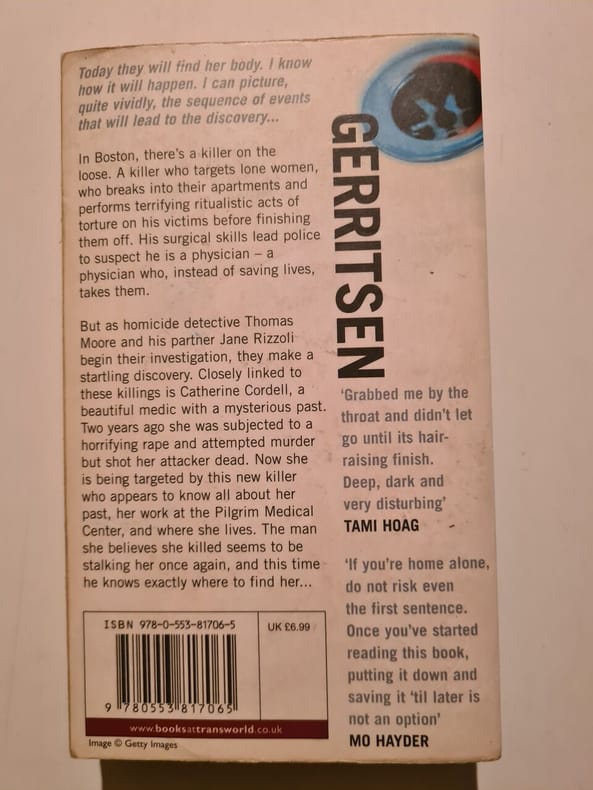 Today they will find her body. I know
how it will happen. I can picture,
quite vividly, the sequence of events
that will lead to the discovery...
In Boston, there's a killer on the
loose. A killer who targets lone women,
who breaks into their apartments and
performs terrifying ritualistic acts of
torture on his victims before finishing
them off. His surgical skills lead police
to suspect he is a physician – a
physician who, instead of saving lives,
takes them.
But as homicide detective Thomas
Moore and his partner Jane Rizzoli
begin their investigation, they make a
startling discovery. Closely linked to
these killings is Catherine Cordell, a
beautiful medic with a mysterious past.
Two years ago she was subjected to a
horrifying rape and attempted murder
but shot her attacker dead. Now she
is being targeted by this new killer
who appears to know all about her
past, her work at the Pilgrim Medical
Center, and where she lives. The man
she believes she killed seems to be
stalking her once again, and this time
he knows exactly where to find her...
GERRITSEN
'Grabbed me by the
throat and didn't let
go until its hair-
raising finish.
Deep, dark and
very disturbing'
TAMI HOAG
'If you're home alone,
do not risk even
the first sentence.
Once you've started
reading this book,
putting it down and
saving it 'til later is
not an option'
MO HAYDER
ISBN 978-0-553-81706-5
UK £6.99
9 780553 817065
www.booksattransworld.co.uk
Image © Getty Images